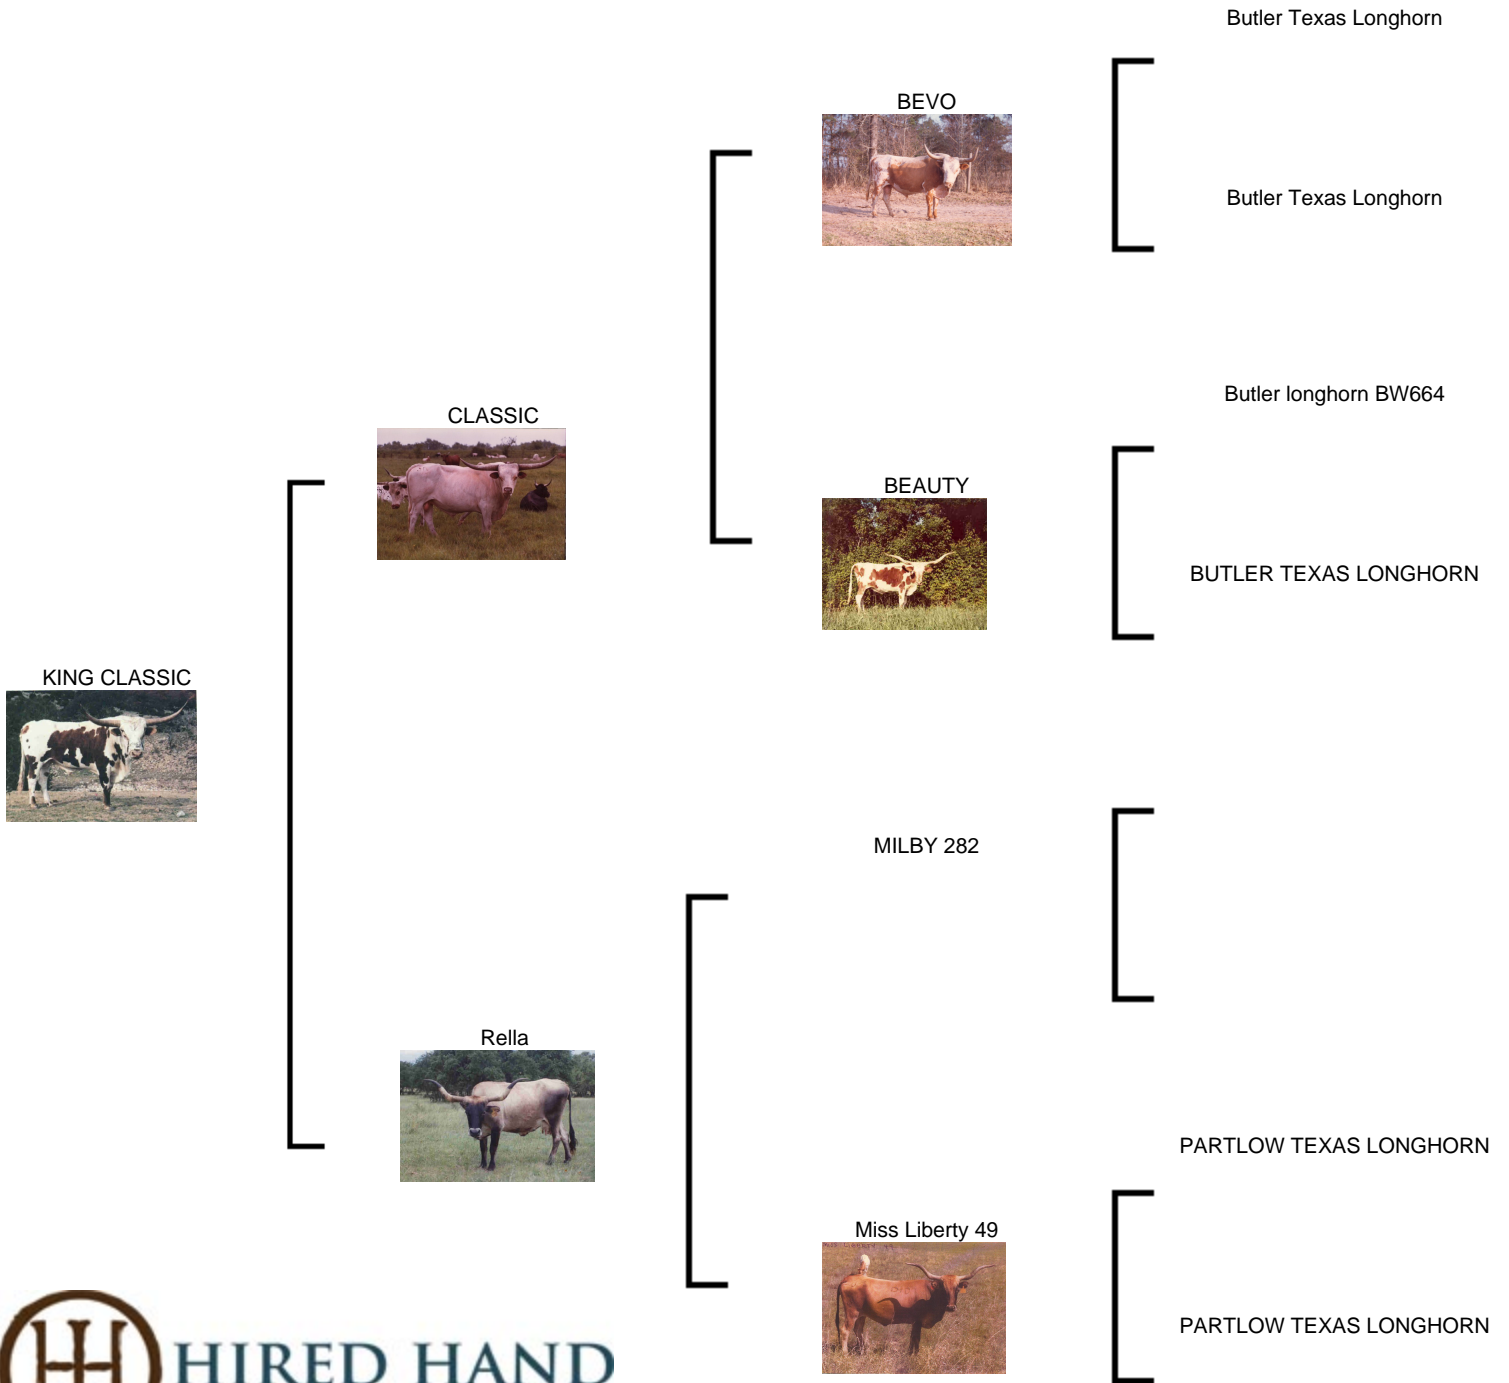 Butler Texas Longhorn
BEVO
Butler Texas Longhorn
Butler longhorn BW664
CLASSIC
BEAUTY
BUTLER TEXAS LONGHORN
KING CLASSIC
MILBY 282
Rella
PARTLOW TEXAS LONGHORN
Miss Liberty 49
PARTLOW TEXAS LONGHORN
HIRED HAND